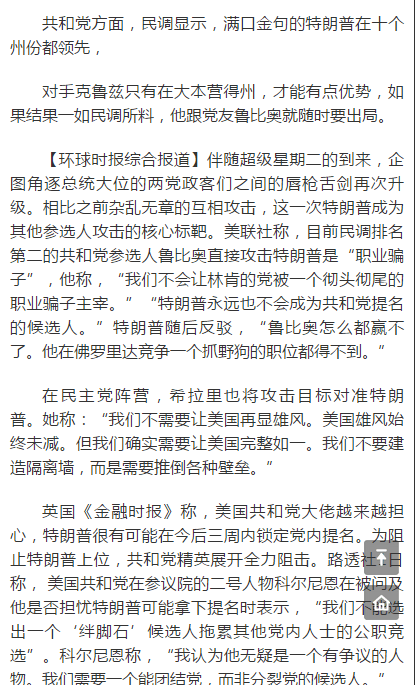 共和党方面，民调显示，满口金句的特朗普在十个
州份都领先，
对手克鲁兹只有在大本营得州，才能有点优势，如
果结果一如民调所料，他跟党友鲁比奥就随时要出局。
【环球时报综合报道】伴随超级星期二的到来，企
图角逐总统大位的两党政客们之间的唇枪舌剑再次升
级。相比之前杂乱无章的互相攻击，这一次特朗普成为
其他参选人攻击的核心标靶。美联社称，目前民调排名
第二的共和党参选人鲁比奥直接攻击特朗普是“职业骗
子”，他称，“我们不会让林肯的党被一个彻头彻尾的
职业骗子主宰。”“特朗普永远也不会成为共和党提名
的候选人。”特朗普随后反驳，“鲁比奥怎么都赢不
了。他在佛罗里达竞争一个抓野狗的职位都得不到。”
在民主党阵营，希拉里也将攻击目标对准特朗
普。她称：“我们不需要让美国再显雄风。美国雄风始
终未减。但我们确实需要让美国完整如一。我们不要建
造隔离墙，而是需要推倒各种壁垒。”
英国《金融时报》称，美国共和党大佬越来越担
心，特朗普很有可能在今后三周内锁定党内提名。为阻
止特朗普上位，共和党精英展开全力阻击。路透社1日
称， 美国共和党在参议院的二号人物科尔尼恩在被问及
他是否担忧特朗普可能拿下提名时表示，“我们不能选
出一个‘绊脚石’候选人拖累其他党内人士的公职竞
选”。科尔尼恩称，“我认为他无疑是一个有争议的人
物。我们需要一个能团结党，而非分裂党的候选人。”